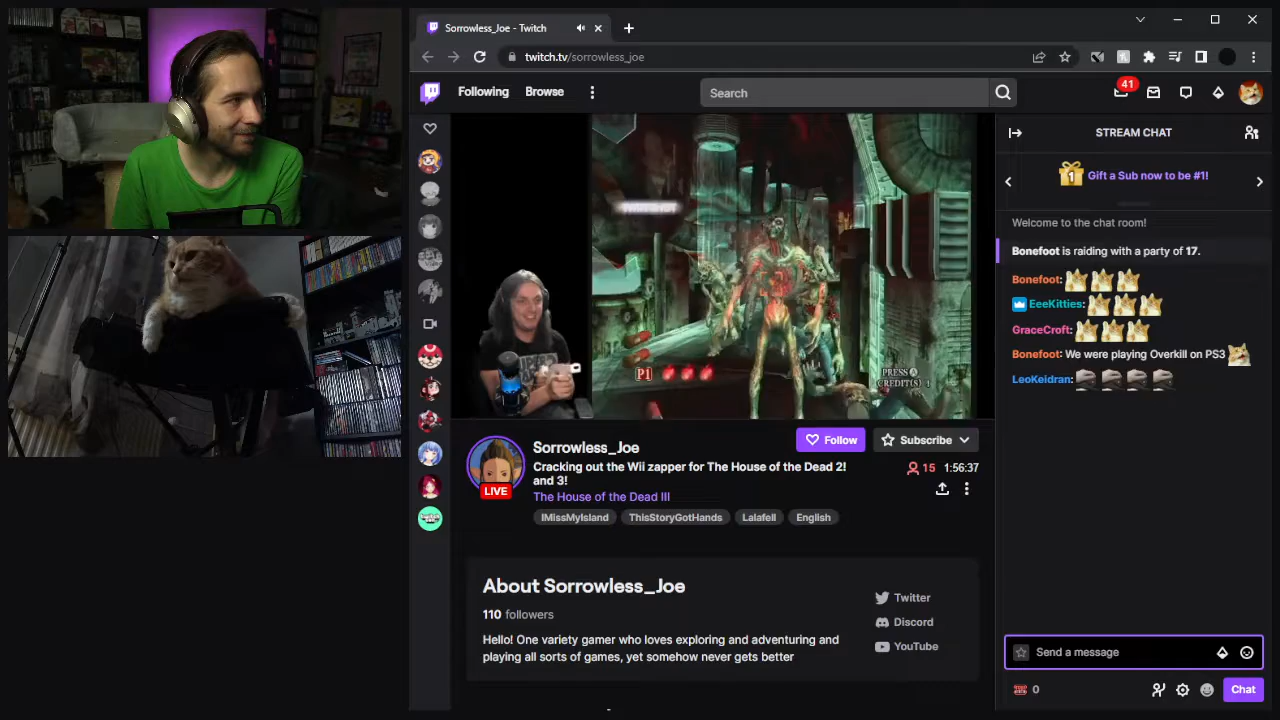 Sorrowless_Joe - Twitch
twitch.tv/sorrowless_joe
Following
Browse
Search
41
STREAM CHAT
1
Gift a Sub now to be #1!
Welcome to the chat room!
Bonefoot is raiding with a party of 17.
Bonefoot:
EeeKitties:
GraceCroft:
Bonefoot: We were playing Overkill on PS3
LeoKeidran:
P1
PRESS A
CREDIT(S)
Sorrowless_Joe
Follow
Subscribe
Cracking out the Wii zapper for The House of the Dead 2!
and 3!
15 1:56:37
LIVE
The House of the Dead III
IMissMyIsland
ThisStoryGotHands
Lalafell
English
About Sorrowless_Joe
110 followers
Hello! One variety gamer who loves exploring and adventuring and
playing all sorts of games, yet somehow never gets better
Twitter
Discord
YouTube
Send a message
0
Chat